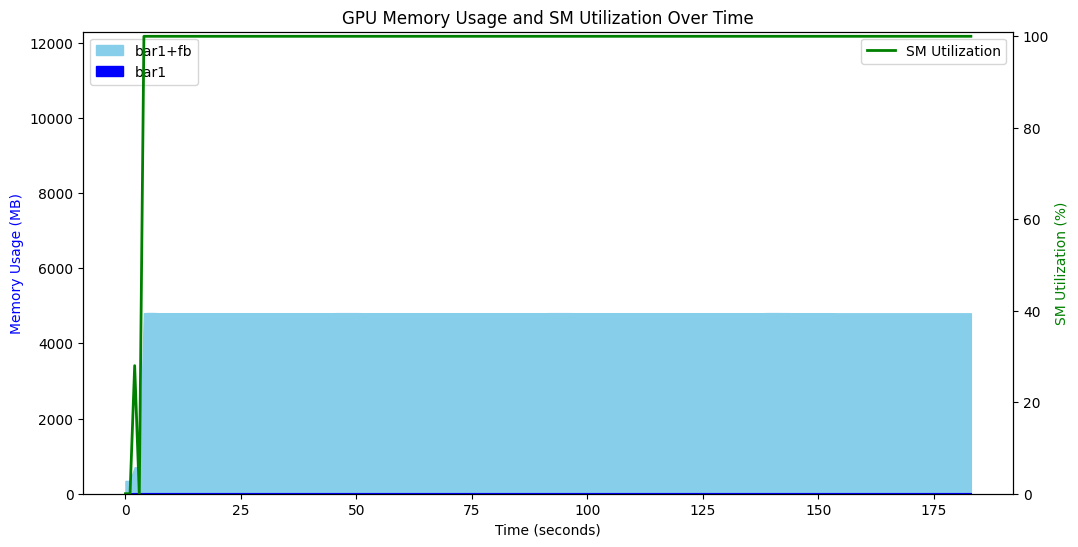 GPU Memory Usage and SM Utilization Over Time
bar1+fb
bar1
SM Utilization
12000
10000
8000
6000
4000
2000
0
Memory Usage (MB)
100
80
60
40
20
0
SM Utilization (%)
0 25 50 75 100 125 150 175
Time (seconds)